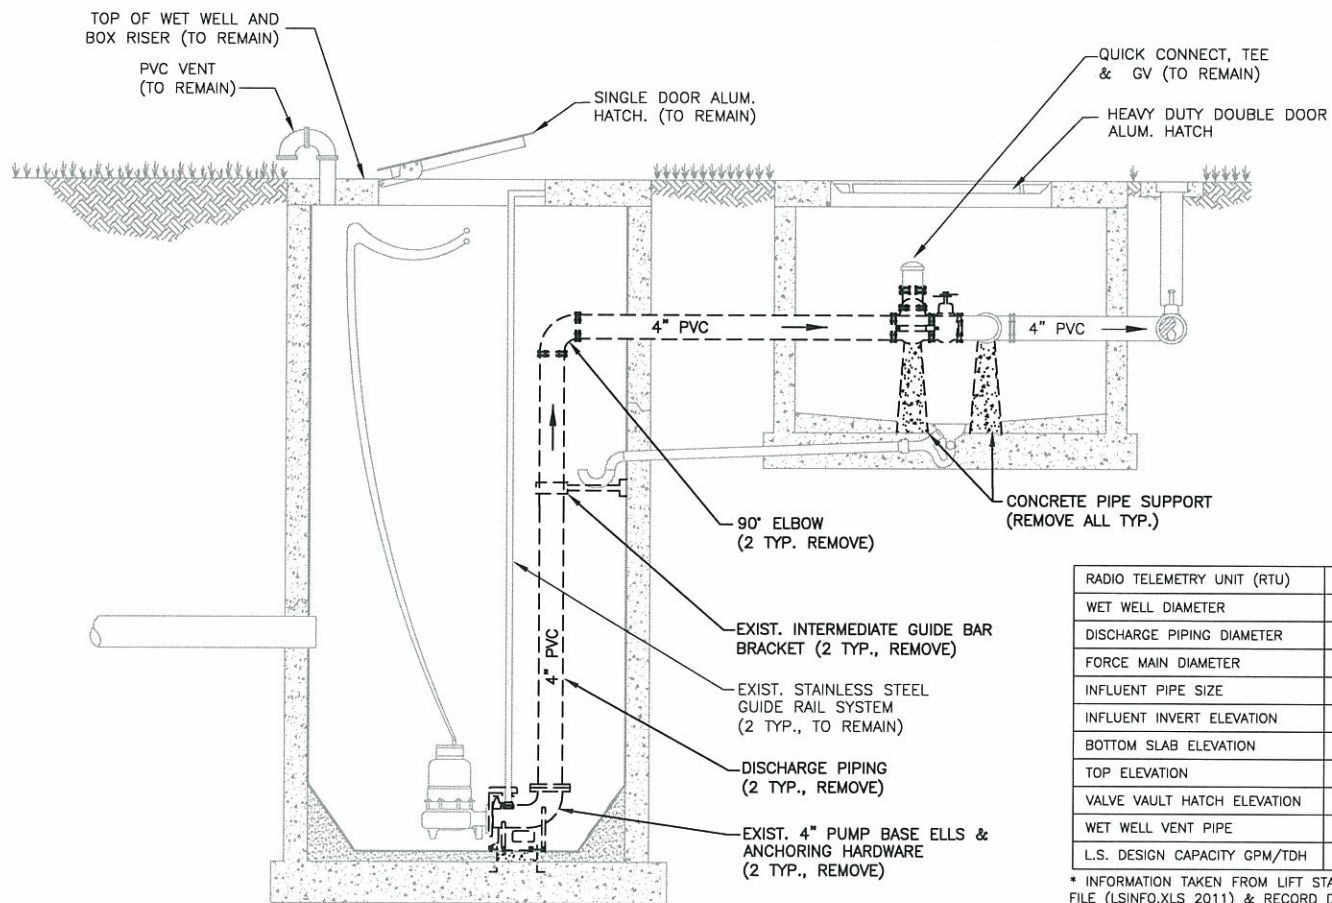 TOP OF WET WELL AND
BOX RISER (TO REMAIN)
PVC VENT
(TO REMAIN)
SINGLE DOOR ALUM.
HATCH. (TO REMAIN)
QUICK CONNECT, TEE
& GV (TO REMAIN)
HEAVY DUTY DOUBLE DOOR
ALUM. HATCH
4" PVC
4" PVC
CONCRETE PIPE SUPPORT
(REMOVE ALL TYP.)
90° ELBOW
(2 TYP. REMOVE)
EXIST. INTERMEDIATE GUIDE BAR
BRACKET (2 TYP., REMOVE)
4" PVC
EXIST. STAINLESS STEEL
GUIDE RAIL SYSTEM
(2 TYP., TO REMAIN)
DISCHARGE PIPING
(2 TYP., REMOVE)
EXIST. 4" PUMP BASE ELLS &
ANCHORING HARDWARE
(2 TYP., REMOVE)
RADIO TELEMETRY UNIT (RTU)
WET WELL DIAMETER
DISCHARGE PIPING DIAMETER
FORCE MAIN DIAMETER
INFLUENT PIPE SIZE
INFLUENT INVERT ELEVATION
BOTTOM SLAB ELEVATION
TOP ELEVATION
VALVE VAULT HATCH ELEVATION
WET WELL VENT PIPE
L.S. DESIGN CAPACITY GPM/TDH
* INFORMATION TAKEN FROM LIFT STA
FILE (LSINFO.XLS 2011) & RECORD D